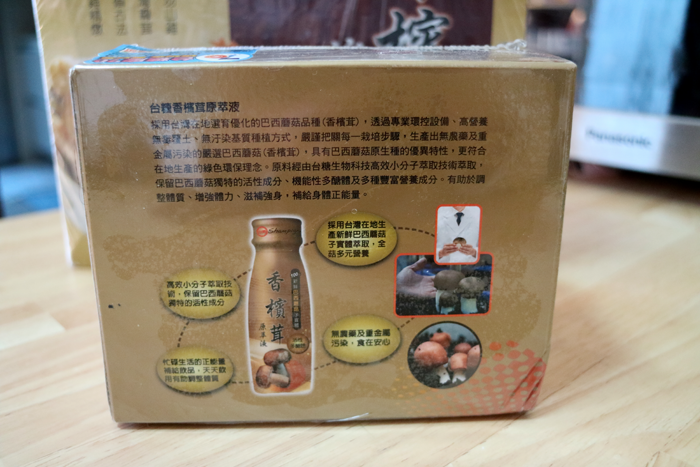 台糖香檳茸原萃液
採用台灣在地選育優化的巴西蘑菇品種(香檳茸),透過專業環控設備、高營養
無汙染基質種植方式,嚴謹把關每一栽培步驟,生產出無農藥及重
金屬污染的嚴選巴西蘑菇(香檳茸),具有巴西蘑菇原生種的優異特性,更符合
在地生產的綠色環保理念。原料經由台糖生物科技高效小分子萃取技術萃取,
保留巴西蘑菇獨特的活性成分、機能性多醣體及多種豐富營養成分。有助於調
整體質、增強體力、滋補強身,補給身體正能量。
採用台灣在地生
產新鮮巴西蘑菇
子實體萃取,全
菇多元營養
高效小分子萃取技
術,保留巴西蘑菇
獨特的活性成分
香檳茸
原萃液
無農藥及重金屬
污染,食在安心
忙碌生活的正能量
補給飲品,天天飲
用有助調整體質
Panasonic